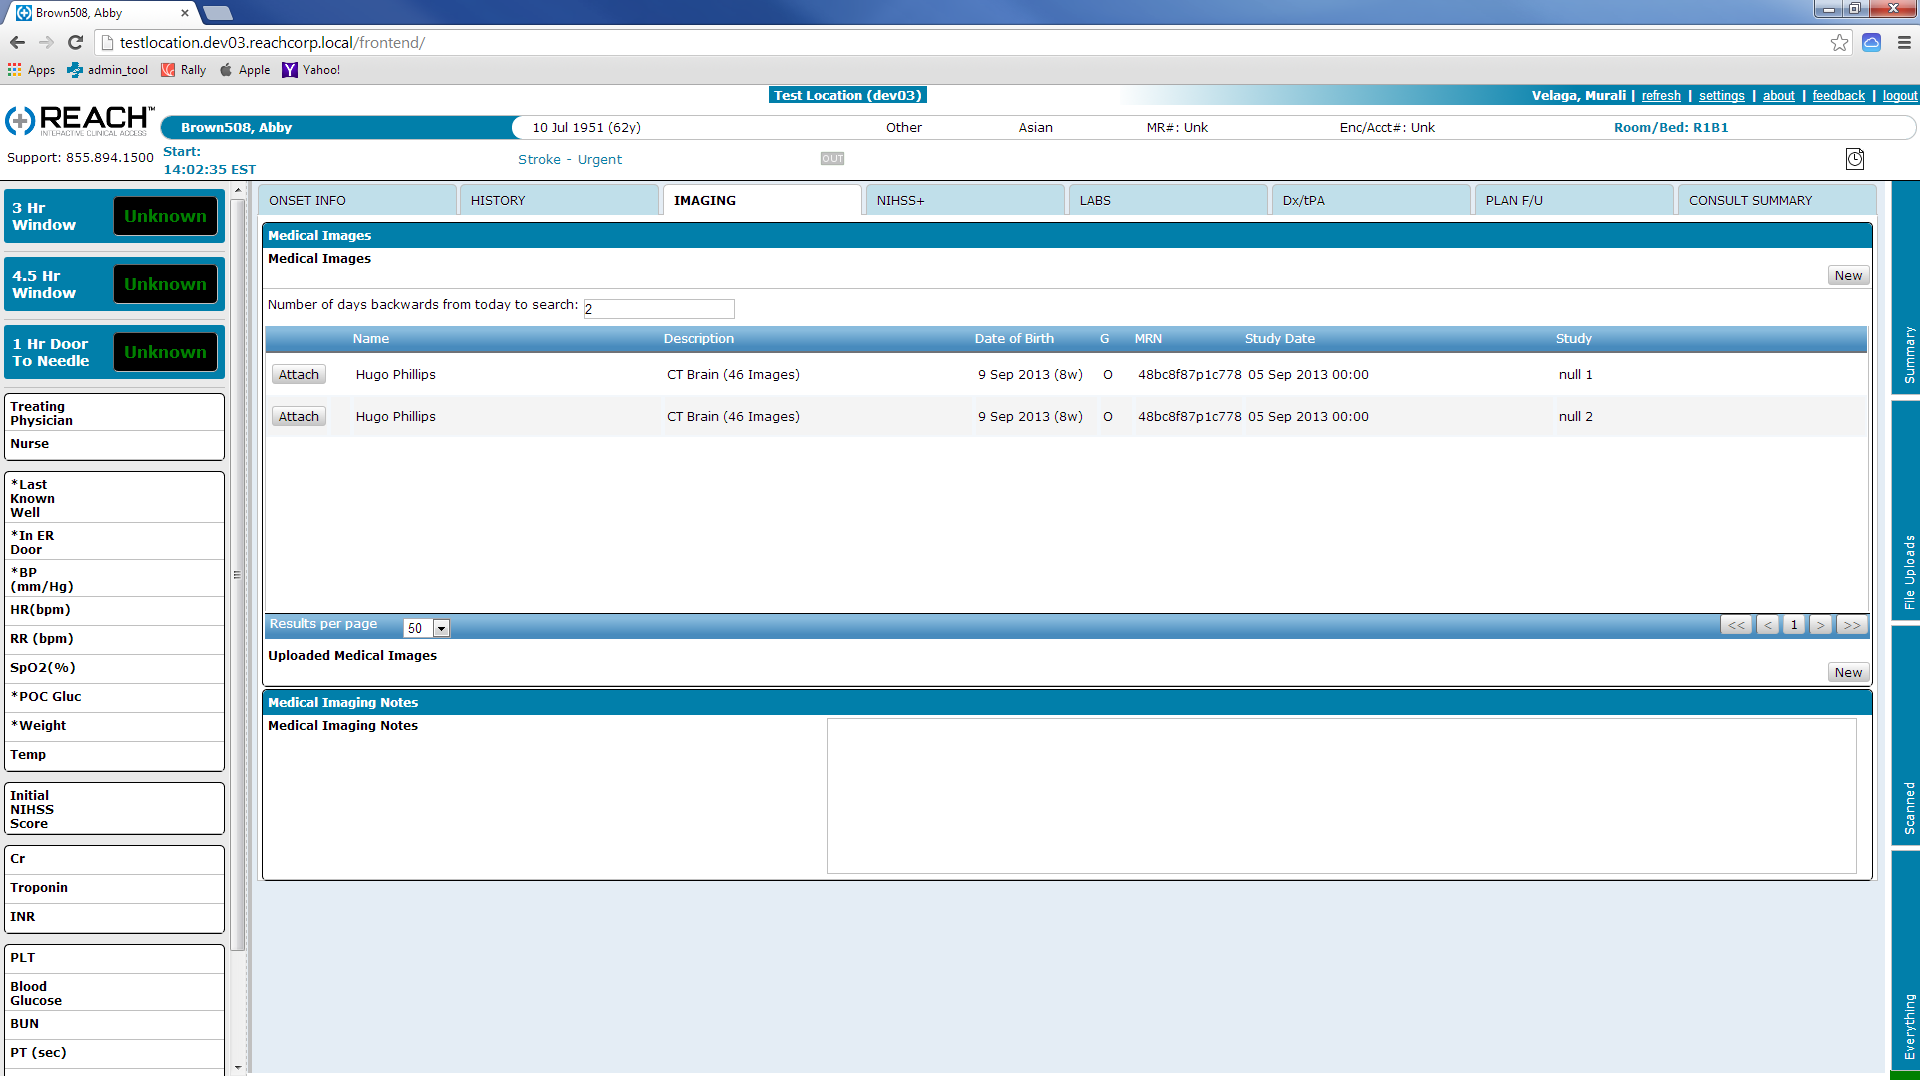 Brown508, Abby
testlocation.dev03.reachcorp.local/frontend/
Apps admin_tool Rally Apple Yahoo!
Test Location (dev03) Velaga, Murali | refresh | settings | about | feedback | logout
REACH™
INTERACTIVE CLINICAL ACCESS
Brown508, Abby 10 Jul 1951 (62y) Other Asian MR#: Unk Enc/Acct#: Unk Room/Bed: R1B1
Support: 855.894.1500
Start:
14:02:35 EST
Stroke - Urgent OUT
3 Hr
Window
Unknown
4.5 Hr
Window
Unknown
1 Hr Door
To Needle
Unknown
Treating
Physician
Nurse
*Last
Known
Well
*In ER
Door
*BP
(mm/Hg)
HR(bpm)
RR (bpm)
SpO2(%)
*POC Gluc
*Weight
Temp
Initial
NIHSS
Score
Cr
Troponin
INR
PLT
Blood
Glucose
BUN
PT (sec)
ONSET INFO HISTORY IMAGING NIHSS+ LABS Dx/tPA PLAN F/U CONSULT SUMMARY
Medical Images
Medical Images
New
Number of days backwards from today to search: 2
Name Description Date of Birth G MRN Study Date Study
Attach Hugo Phillips CT Brain (46 Images) 9 Sep 2013 (8w) O 48bc8f87p1c778 05 Sep 2013 00:00 null 1
Attach Hugo Phillips CT Brain (46 Images) 9 Sep 2013 (8w) O 48bc8f87p1c778 05 Sep 2013 00:00 null 2
Results per page 50 << < 1 > >>
Uploaded Medical Images
New
Medical Imaging Notes
Medical Imaging Notes
Summary
File Uploads
Scanned
Everything